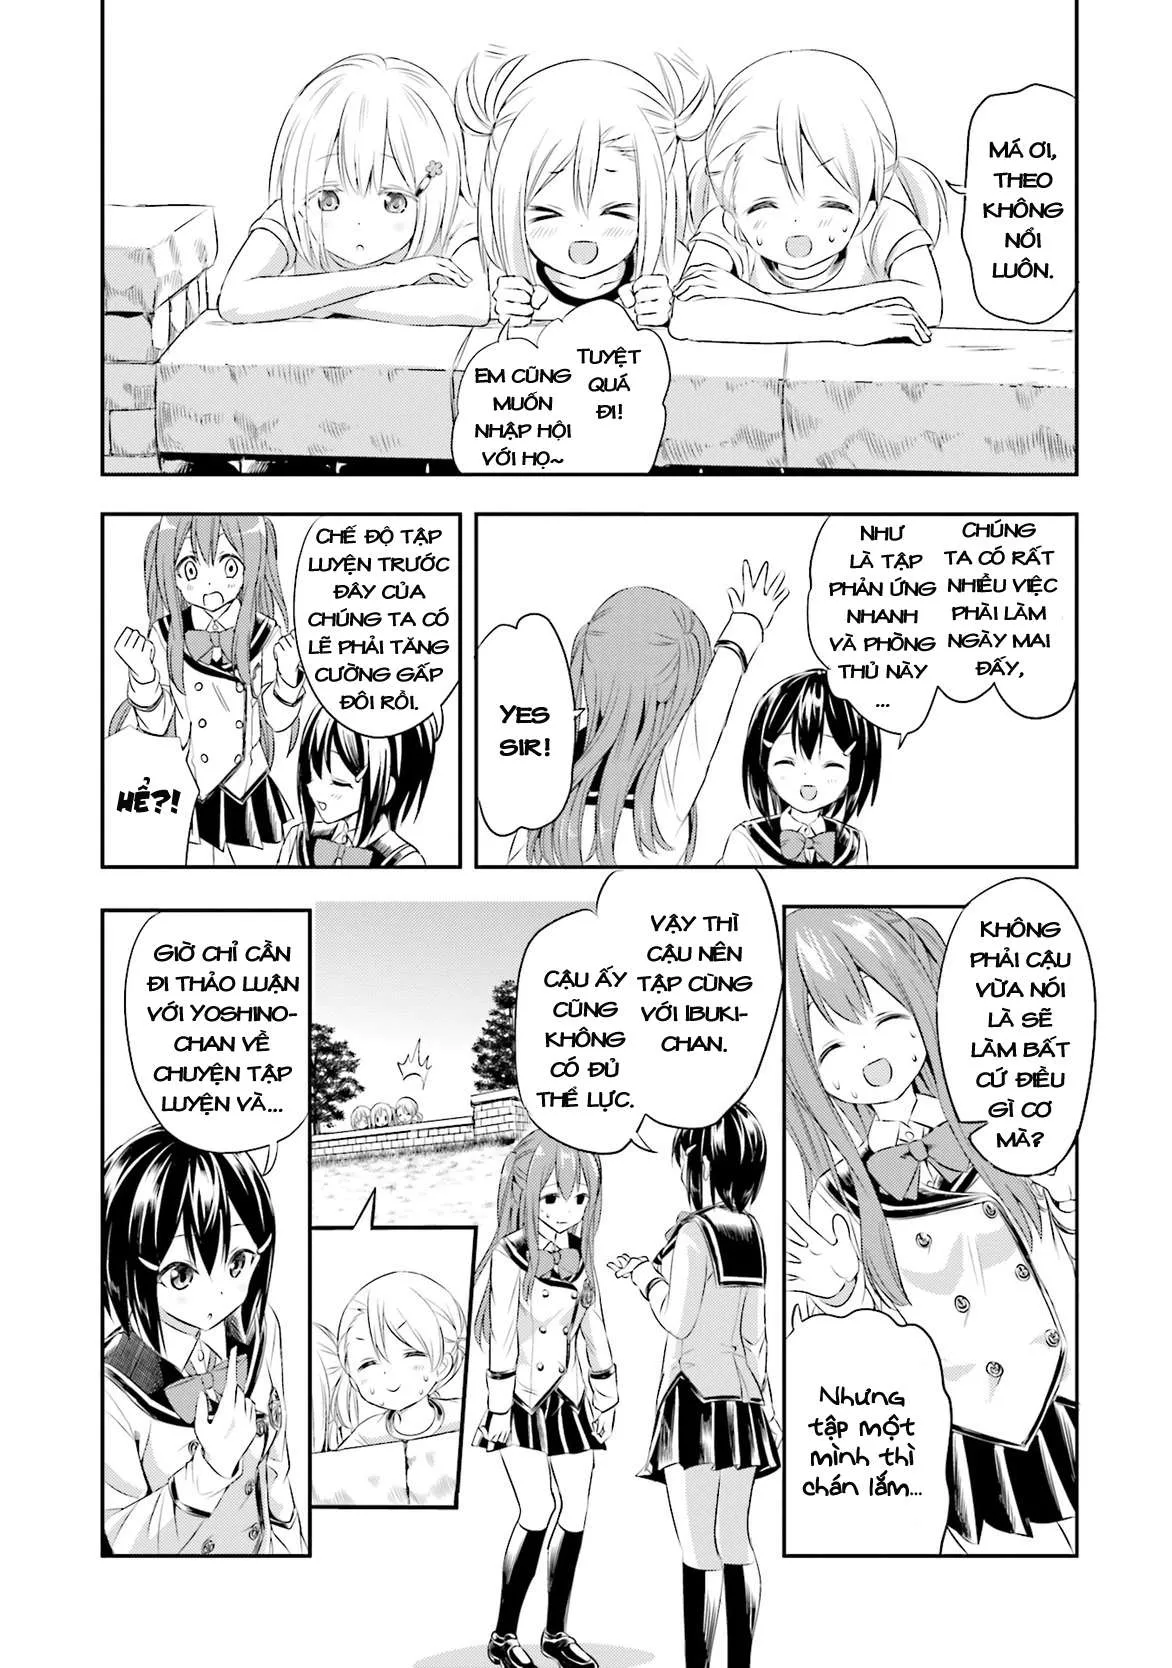 MÁ ƠI,
THEO
KHÔNG
NỔI
LUÔN.
TUYỆT
QUÁ
ĐI!
EM CŨNG
MUỐN
NHẬP HỘI
VỚI HỌ~
CHÚNG
TA CÓ RẤT
NHIỀU VIỆC
PHÀI LÀM
NGÀY MAI
ĐẤY,
NHƯ
LÀ TẬP
PHẢN ỨNG
NHANH
VÀ PHÒNG
THỦ NÀY
...
YES
SIR!
CHẾ ĐỘ TẬP
LUYỆN TRƯỚC
ĐÂY CỦA
CHÚNG TA CÓ
LẼ PHẢI TĂNG
CƯỜNG GẤP
ĐÔI RỒI.
HỂ?!
KHÔNG
PHẢI CẬU
VỪA NÓI
LÀ SẼ
LÀM BẤT
CỨ ĐIỀU
GÌ CƠ
MÀ?
Nhưng
tập một
mình thì
chán lắm...
VẬY THÌ
CẬU NÊN
TẬP CÙNG
VỚI IBUKI-
CHAN.
CẬU ẤY
CŨNG
KHÔNG
CÓ ĐỦ
THỂ LỰC.
GIỜ CHỈ CẦN
ĐI THẢO LUẬN
VỚI YOSHINO-
CHAN VỀ
CHUYỆN TẬP
LUYỆN VÀ...